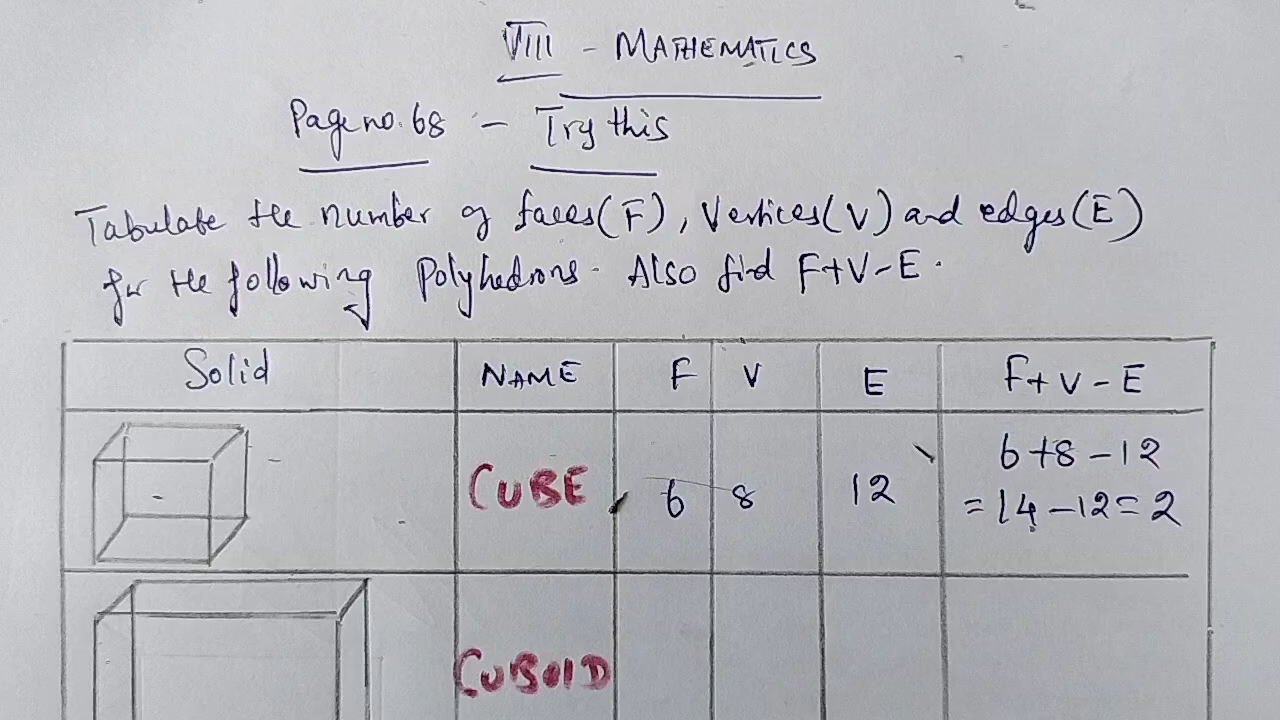 VIII - MATHEMATICS
Page no. 68 - Try this
Tabulate the number of faces (F), Vertices (V) and edges (E)
for the following Polyhedrons. Also find F+V-E.
Solid NAME F V E F+V-E
CUBE 6 8 12 6+8-12
=14-12=2
CUBOID